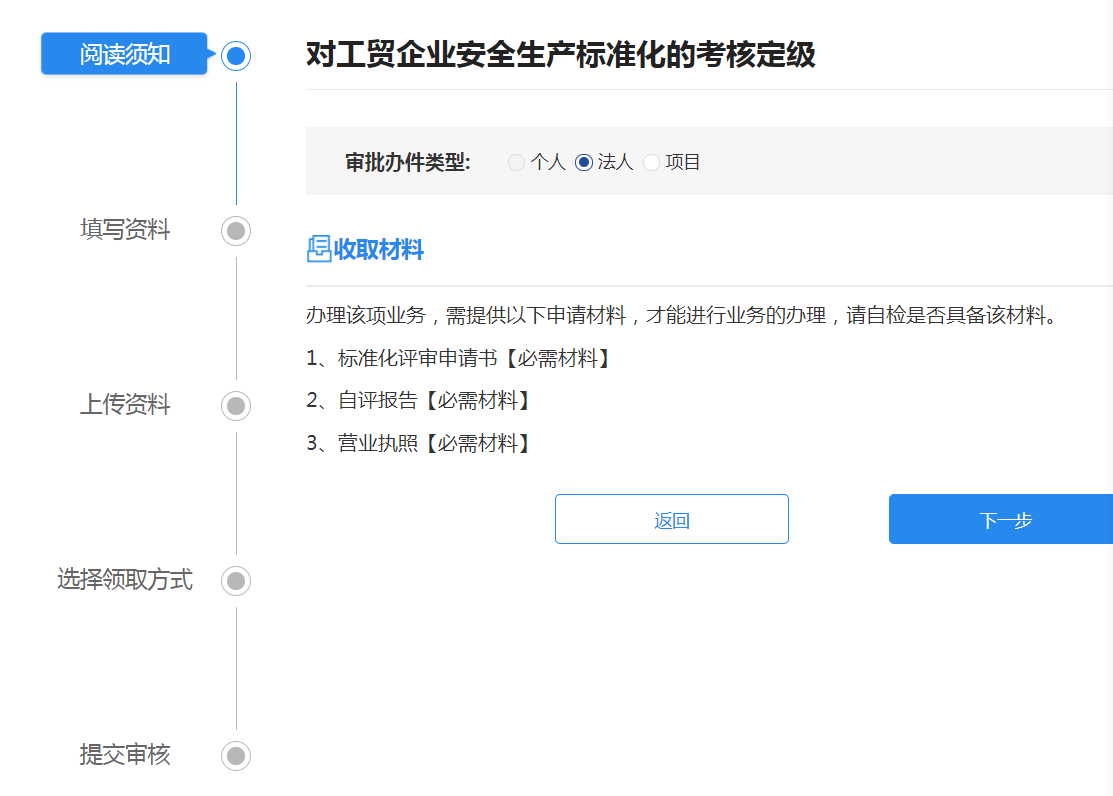 阅读须知
对工贸企业安全生产标准化的考核定级
审批办件类型: 个人 法人 项目
填写资料
收取材料
办理该项业务，需提供以下申请材料，才能进行业务的办理，请自检是否具备该材料。
1、标准化评审申请书【必需材料】
2、自评报告【必需材料】
上传资料
3、营业执照【必需材料】
返回
下一步
选择领取方式
提交审核